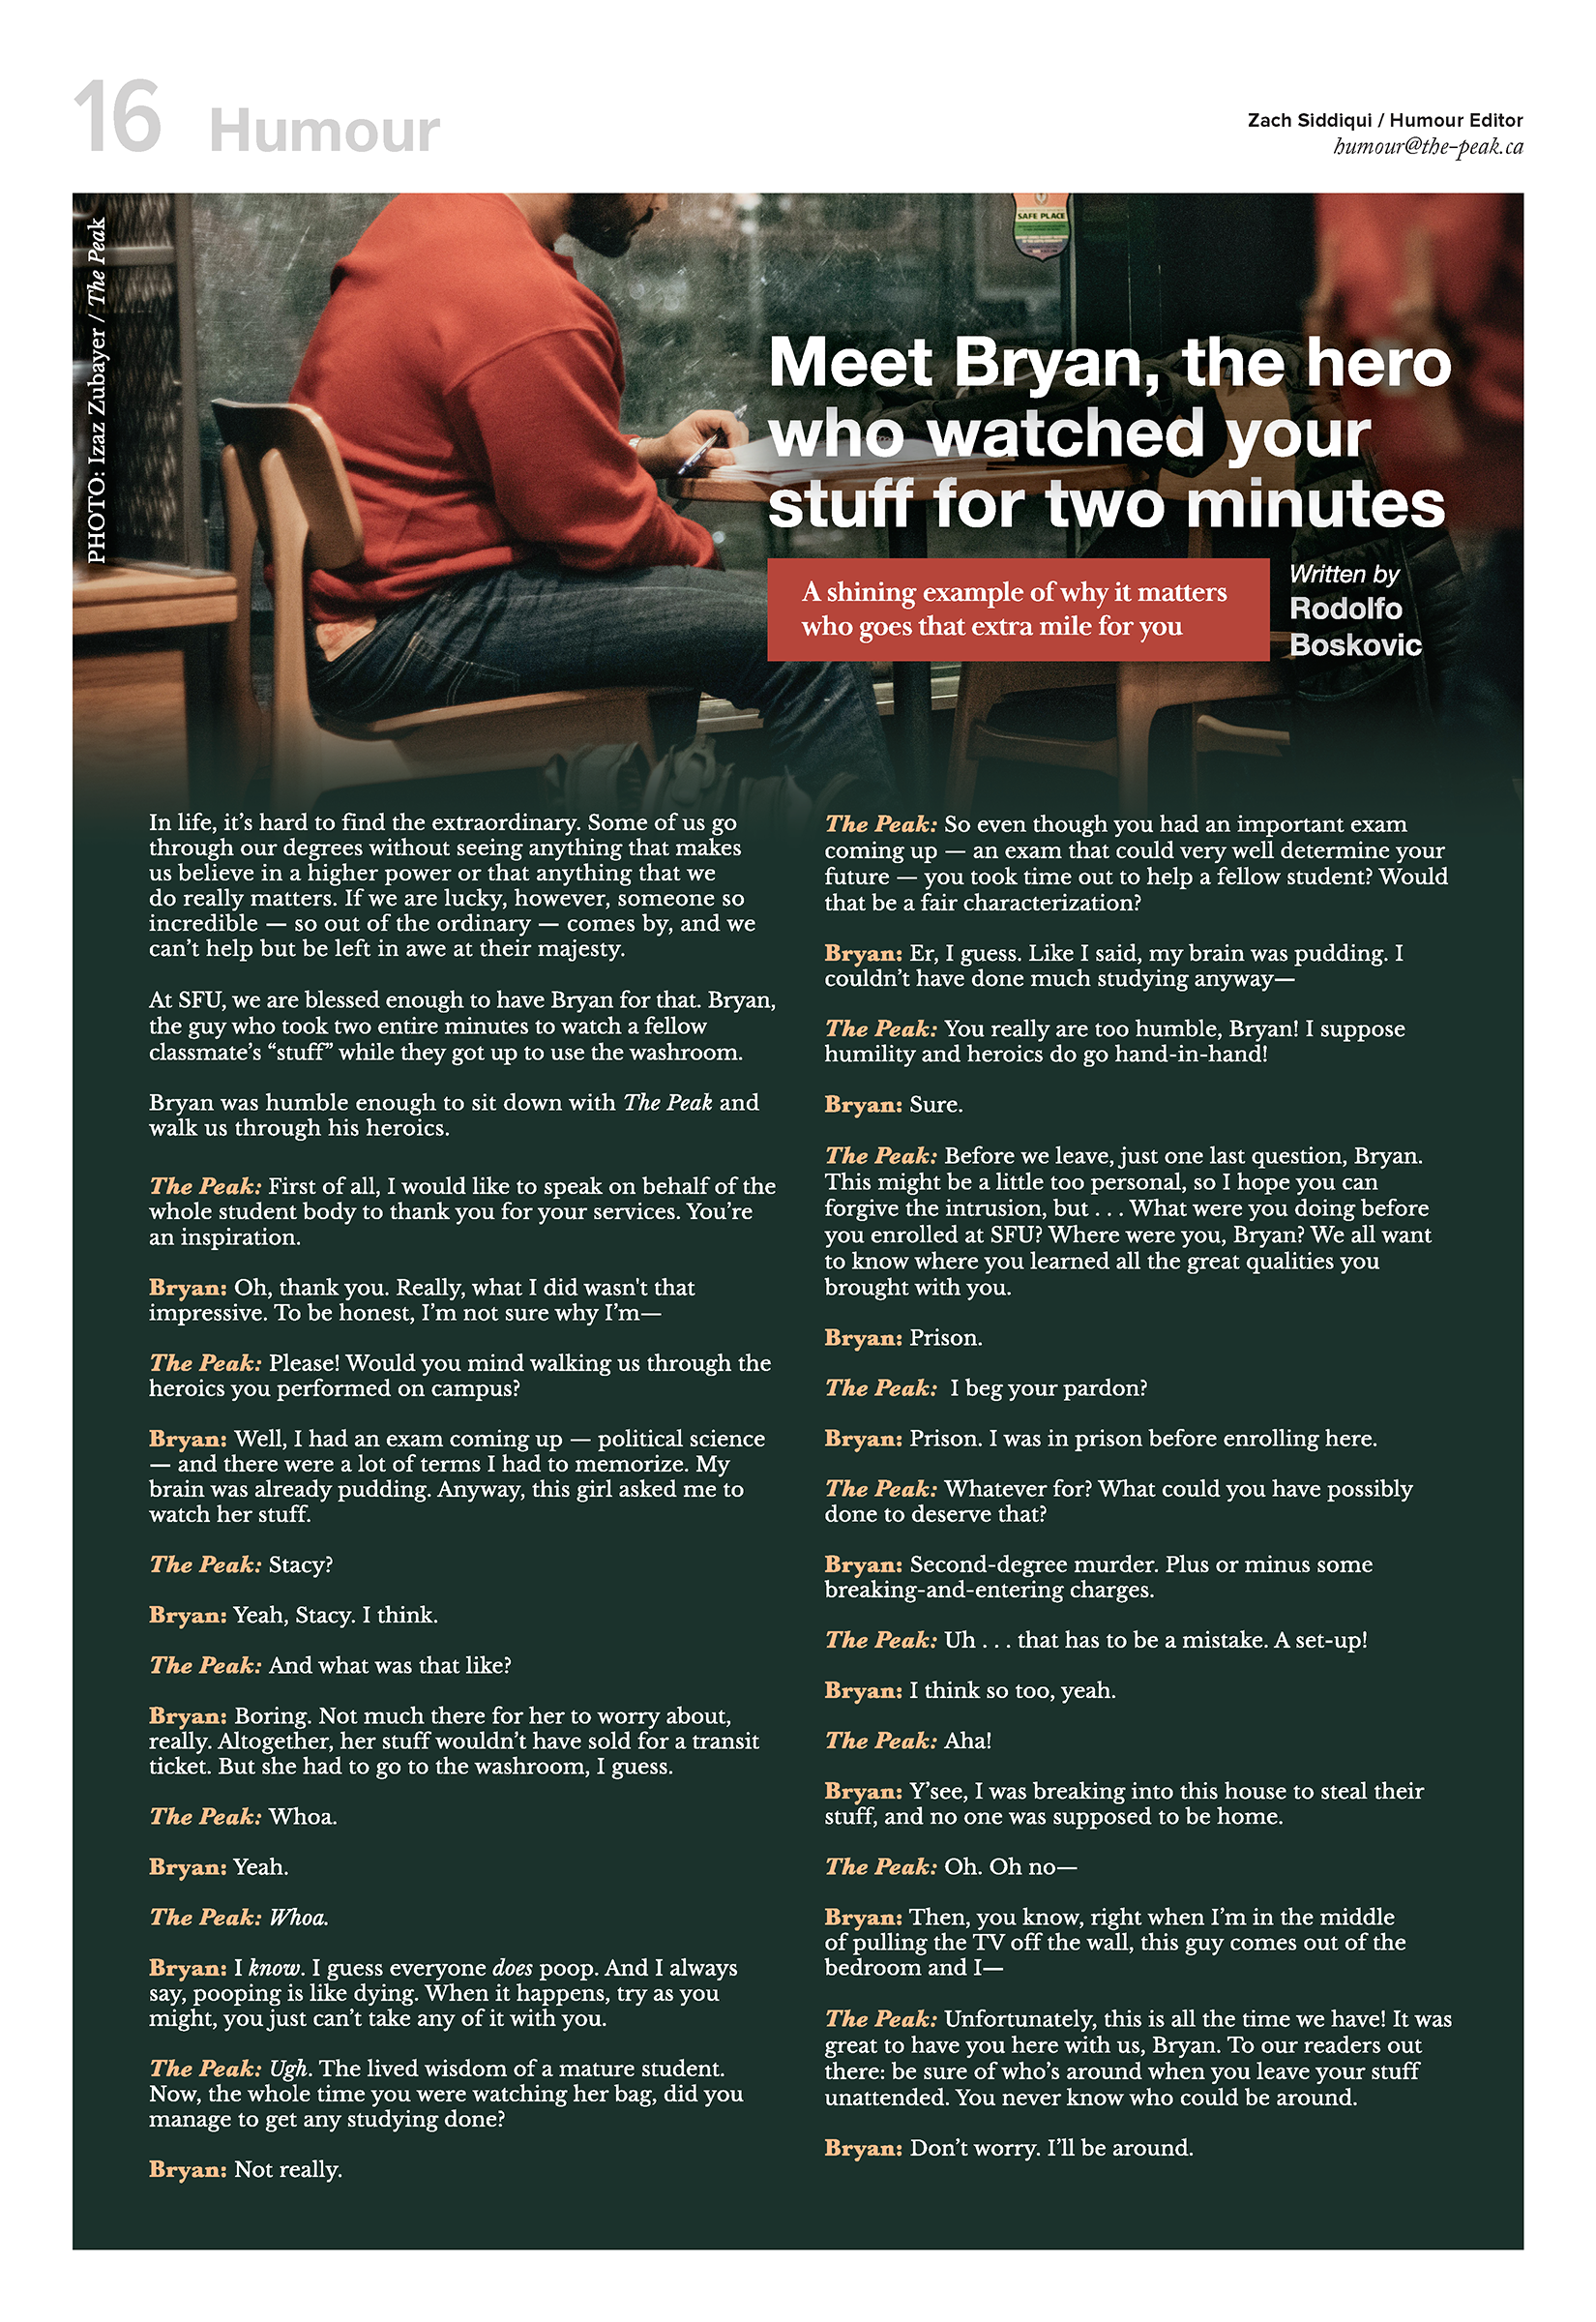 16 Humour
Zach Siddiqui / Humour Editor
humour@the-peak.ca
PHOTO: Izaz Zubayer / The Peak
SAFE PLACE
Meet Bryan, the hero
who watched your
stuff for two minutes
A shining example of why it matters
who goes that extra mile for you
Written by
Rodolfo
Boskovic
In life, it’s hard to find the extraordinary. Some of us go
through our degrees without seeing anything that makes
us believe in a higher power or that anything that we
do really matters. If we are lucky, however, someone so
incredible — so out of the ordinary — comes by, and we
can’t help but be left in awe at their majesty.
At SFU, we are blessed enough to have Bryan for that. Bryan,
the guy who took two entire minutes to watch a fellow
classmate’s “stuff” while they got up to use the washroom.
Bryan was humble enough to sit down with The Peak and
walk us through his heroics.
The Peak: First of all, I would like to speak on behalf of the
whole student body to thank you for your services. You’re
an inspiration.
Bryan: Oh, thank you. Really, what I did wasn't that
impressive. To be honest, I’m not sure why I’m—
The Peak: Please! Would you mind walking us through the
heroics you performed on campus?
Bryan: Well, I had an exam coming up — political science
— and there were a lot of terms I had to memorize. My
brain was already pudding. Anyway, this girl asked me to
watch her stuff.
The Peak: Stacy?
Bryan: Yeah, Stacy. I think.
The Peak: And what was that like?
Bryan: Boring. Not much there for her to worry about,
really. Altogether, her stuff wouldn’t have sold for a transit
ticket. But she had to go to the washroom, I guess.
The Peak: Whoa.
Bryan: Yeah.
The Peak: Whoa.
Bryan: I know. I guess everyone does poop. And I always
say, pooping is like dying. When it happens, try as you
might, you just can’t take any of it with you.
The Peak: Ugh. The lived wisdom of a mature student.
Now, the whole time you were watching her bag, did you
manage to get any studying done?
Bryan: Not really.
The Peak: So even though you had an important exam
coming up — an exam that could very well determine your
future — you took time out to help a fellow student? Would
that be a fair characterization?
Bryan: Er, I guess. Like I said, my brain was pudding. I
couldn’t have done much studying anyway—
The Peak: You really are too humble, Bryan! I suppose
humility and heroics do go hand-in-hand!
Bryan: Sure.
The Peak: Before we leave, just one last question, Bryan.
This might be a little too personal, so I hope you can
forgive the intrusion, but . . . What were you doing before
you enrolled at SFU? Where were you, Bryan? We all want
to know where you learned all the great qualities you
brought with you.
Bryan: Prison.
The Peak: I beg your pardon?
Bryan: Prison. I was in prison before enrolling here.
The Peak: Whatever for? What could you have possibly
done to deserve that?
Bryan: Second-degree murder. Plus or minus some
breaking-and-entering charges.
The Peak: Uh . . . that has to be a mistake. A set-up!
Bryan: I think so too, yeah.
The Peak: Aha!
Bryan: Y’see, I was breaking into this house to steal their
stuff, and no one was supposed to be home.
The Peak: Oh. Oh no—
Bryan: Then, you know, right when I’m in the middle
of pulling the TV off the wall, this guy comes out of the
bedroom and I—
The Peak: Unfortunately, this is all the time we have! It was
great to have you here with us, Bryan. To our readers out
there: be sure of who’s around when you leave your stuff
unattended. You never know who could be around.
Bryan: Don’t worry. I’ll be around.